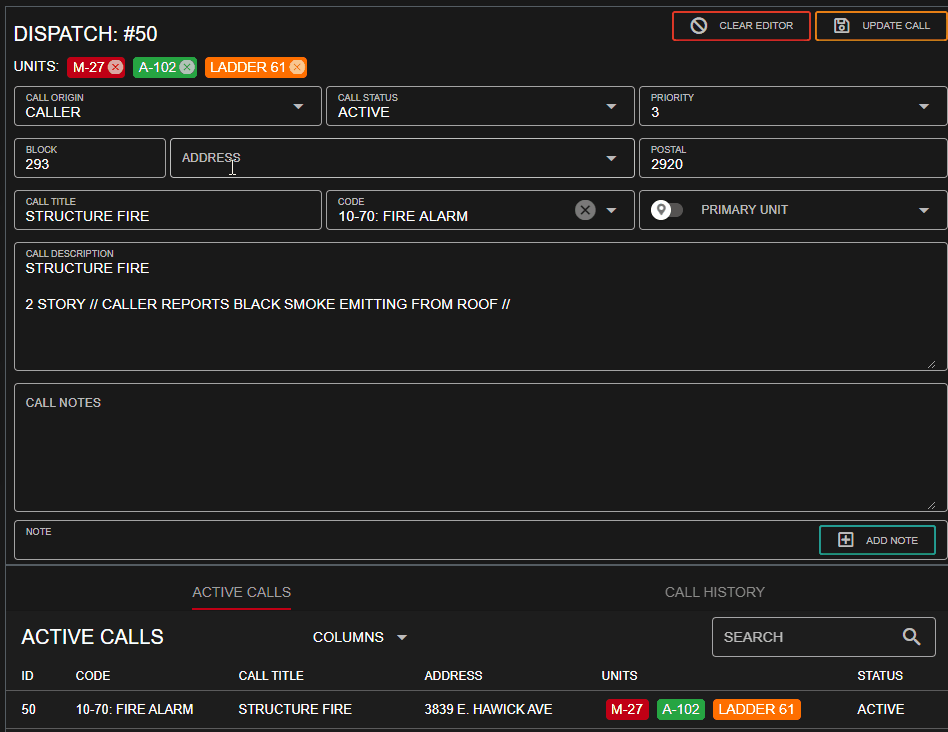 DISPATCH: #50
CLEAR EDITOR
UPDATE CALL
UNITS: M-27 A-102 LADDER 61
CALL ORIGIN
CALLER
CALL STATUS
ACTIVE
PRIORITY
3
BLOCK
293
ADDRESS
POSTAL
2920
CALL TITLE
STRUCTURE FIRE
CODE
10-70: FIRE ALARM
PRIMARY UNIT
CALL DESCRIPTION
STRUCTURE FIRE
2 STORY // CALLER REPORTS BLACK SMOKE EMITTING FROM ROOF //
CALL NOTES
NOTE
ADD NOTE
ACTIVE CALLS
CALL HISTORY
ACTIVE CALLS
COLUMNS
SEARCH
ID CODE CALL TITLE ADDRESS UNITS STATUS
50 10-70: FIRE ALARM STRUCTURE FIRE 3839 E. HAWICK AVE M-27 A-102 LADDER 61 ACTIVE